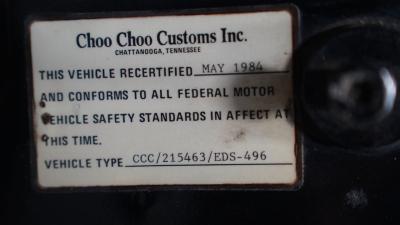 Choo Choo Customs Inc.
CHATTANOOGA, TENNESSEE
THIS VEHICLE RECERTIFIED MAY 1984
AND CONFORMS TO ALL FEDERAL MOTOR
VEHICLE SAFETY STANDARDS IN AFFECT AT
THIS TIME.
VEHICLE TYPE CCC/215463/EDS-496